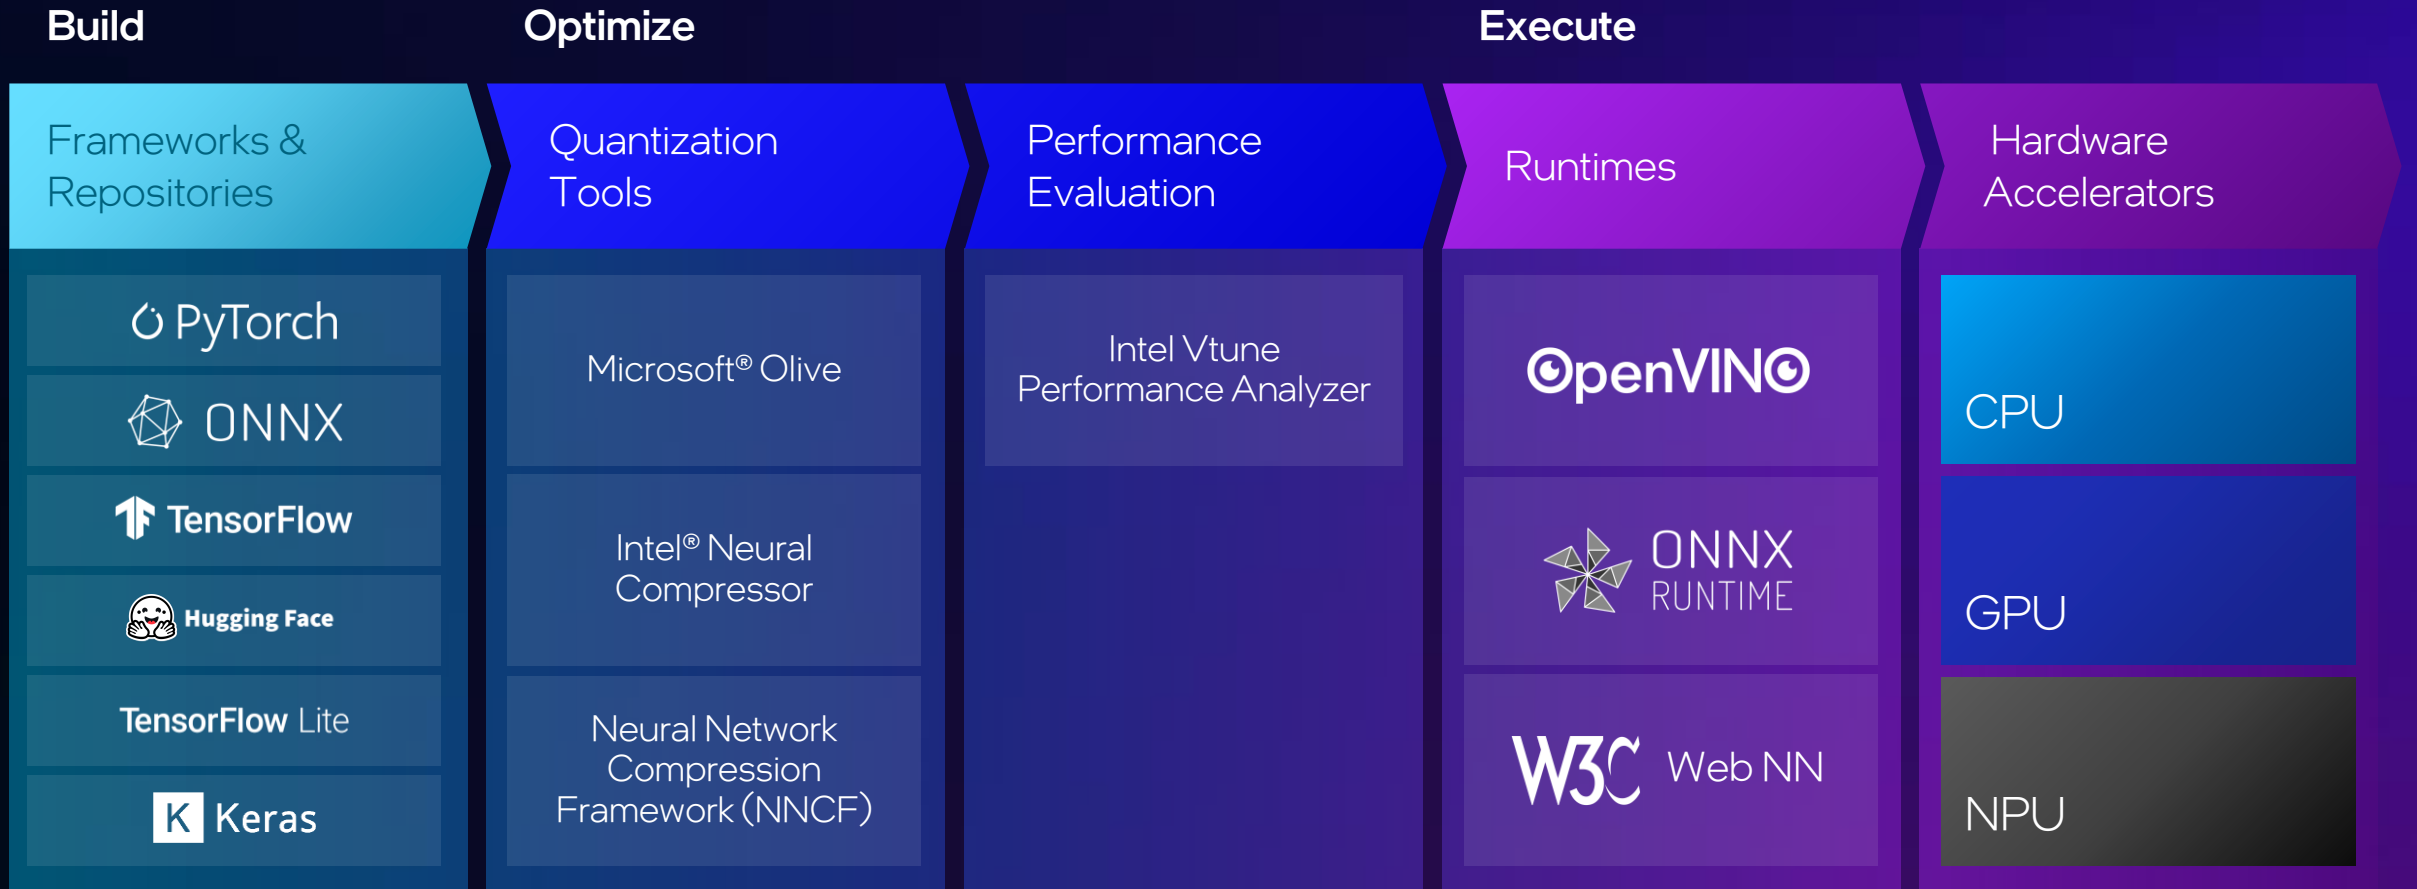 Build
Optimize
Execute
Frameworks &
Repositories
Quantization
Tools
Performance
Evaluation
Runtimes
Hardware
Accelerators
PyTorch
ONNX
TensorFlow
Hugging Face
TensorFlow Lite
K Keras
Microsoft® Olive
Intel® Neural
Compressor
Neural Network
Compression
Framework (NNCF)
Intel Vtune
Performance Analyzer
OpenVINO
ONNX
RUNTIME
W3C Web NN
CPU
GPU
NPU